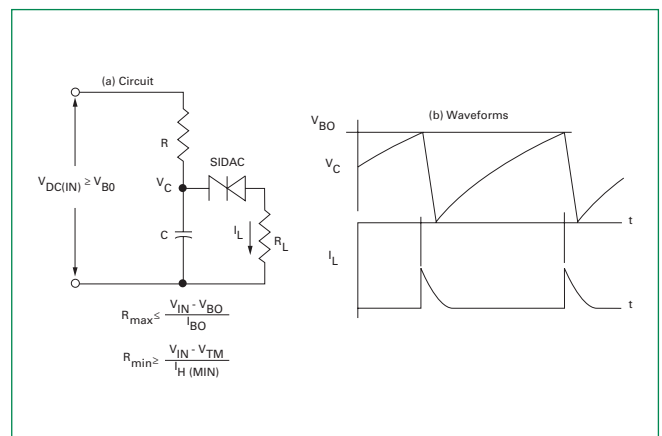 (a) Circuit
R
SIDAC
V_DC(IN) ≥ V_B0
V_C
C
I_L
R_L
R_max ≤ V_IN - V_BO / I_BO
R_min ≥ V_IN - V_TM / I_H (MIN)
(b) Waveforms
V_BO
V_C
t
I_L
t